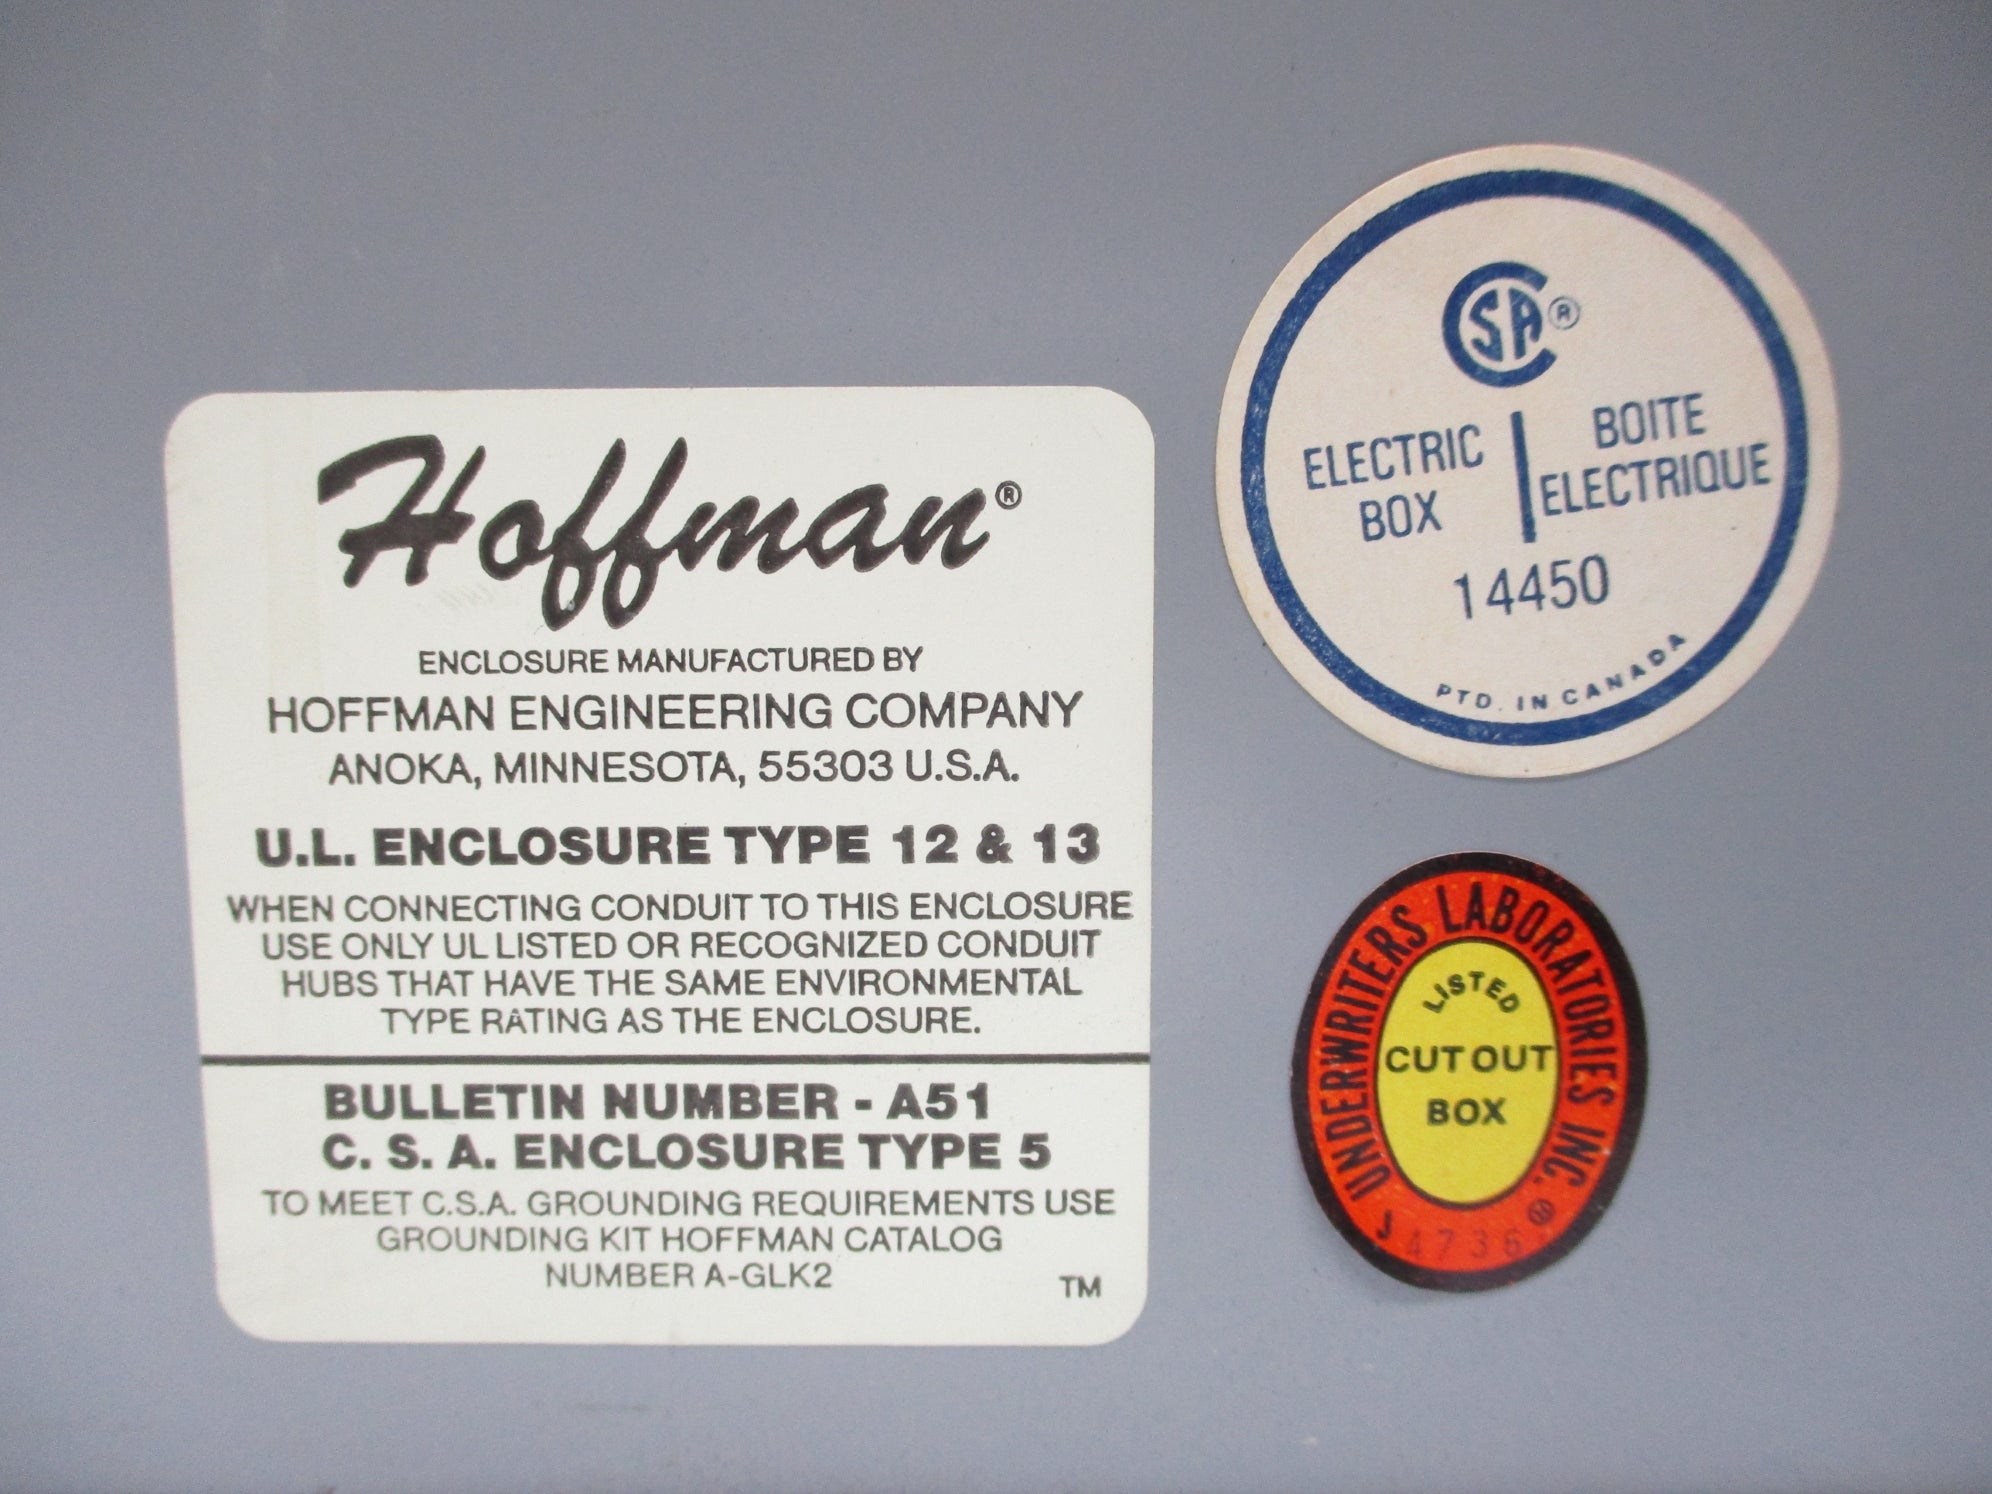 Hoffman®
ENCLOSURE MANUFACTURED BY
HOFFMAN ENGINEERING COMPANY
ANOKA, MINNESOTA, 55303 U.S.A.
U.L. ENCLOSURE TYPE 12 & 13
WHEN CONNECTING CONDUIT TO THIS ENCLOSURE
USE ONLY UL LISTED OR RECOGNIZED CONDUIT
HUBS THAT HAVE THE SAME ENVIRONMENTAL
TYPE RATING AS THE ENCLOSURE.
BULLETIN NUMBER - A51
C. S. A. ENCLOSURE TYPE 5
TO MEET C.S.A. GROUNDING REQUIREMENTS USE
GROUNDING KIT HOFFMAN CATALOG
NUMBER A-GLK2
TM
CSA®
ELECTRIC
BOX
BOITE
ELECTRIQUE
14450
PTD. IN CANADA
UNDERWRITERS LABORATORIES INC.
LISTED
CUT OUT
BOX
J 4736